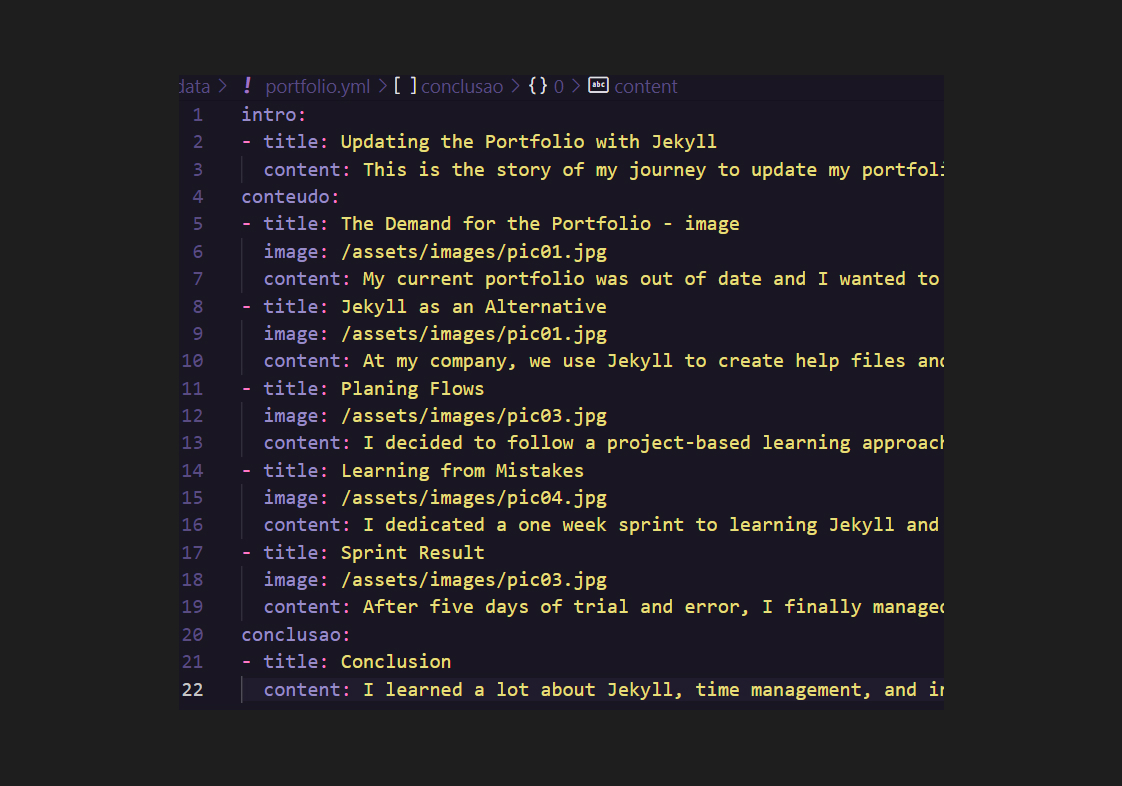 data > ! portfolio.yml > [ ] conclusao > {} 0 > abc content
1 intro:
2 - title: Updating the Portfolio with Jekyll
3 content: This is the story of my journey to update my
4 conteudo:
5 - title: The Demand for the Portfolio - image
6 image: /assets/images/pic01.jpg
7 content: My current portfolio was out of date and I wanted to
8 - title: Jekyll as an Alternative
9 image: /assets/images/pic01.jpg
10 content: At my company, we use Jekyll to create help files
11 - title: Planing Flows
12 image: /assets/images/pic03.jpg
13 content: I decided to follow a project-based learning approach
14 - title: Learning from Mistakes
15 image: /assets/images/pic04.jpg
16 content: I dedicated a one week sprint to learning Jekyll and
17 - title: Sprint Result
18 image: /assets/images/pic03.jpg
19 content: After five days of trial and error, I finally managed
20 conclusao:
21 - title: Conclusion
22 content: I learned a lot about Jekyll, time management, and